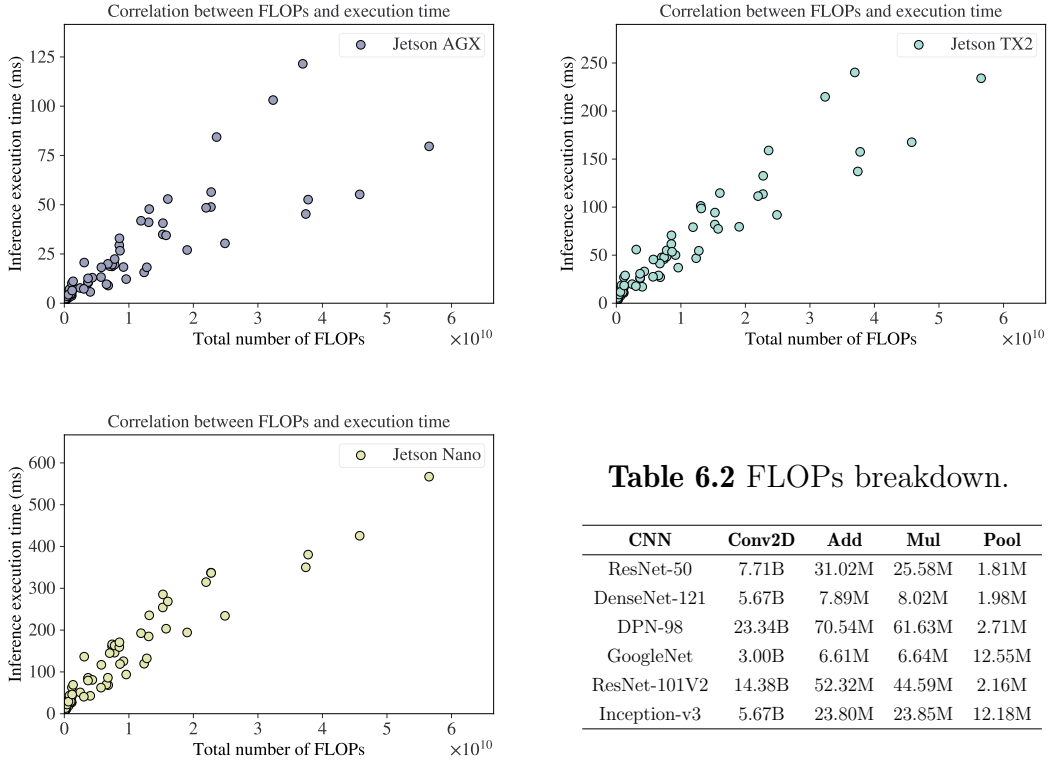 Correlation between FLOPs and execution time
Jetson AGX
Inference execution time (ms)
125
100
75
50
25
0
0 1 2 3 4 5 6
Total number of FLOPs
×10¹⁰
Correlation between FLOPs and execution time
Jetson TX2
Inference execution time (ms)
250
200
150
100
50
0
0 1 2 3 4 5 6
Total number of FLOPs
×10¹⁰
Correlation between FLOPs and execution time
Jetson Nano
Inference execution time (ms)
600
500
400
300
200
100
0
0 1 2 3 4 5 6
Total number of FLOPs
×10¹⁰
Table 6.2 FLOPs breakdown.
CNN Conv2D Add Mul Pool
ResNet-50 7.71B 31.02M 25.58M 1.81M
DenseNet-121 5.67B 7.89M 8.02M 1.98M
DPN-98 23.34B 70.54M 61.63M 2.71M
GoogleNet 3.00B 6.61M 6.64M 12.55M
ResNet-101V2 14.38B 52.32M 44.59M 2.16M
Inception-v3 5.67B 23.80M 23.85M 12.18M